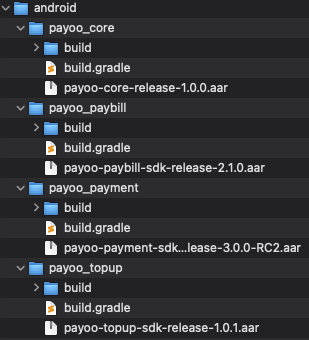 android
payoo_core
build
build.gradle
payoo-core-release-1.0.0.aar
payoo_paybill
build
build.gradle
payoo-paybill-sdk-release-2.1.0.aar
payoo_payment
build
build.gradle
payoo-payment-sdk...lease-3.0.0-RC2.aar
payoo_topup
build
build.gradle
payoo-topup-sdk-release-1.0.1.aar